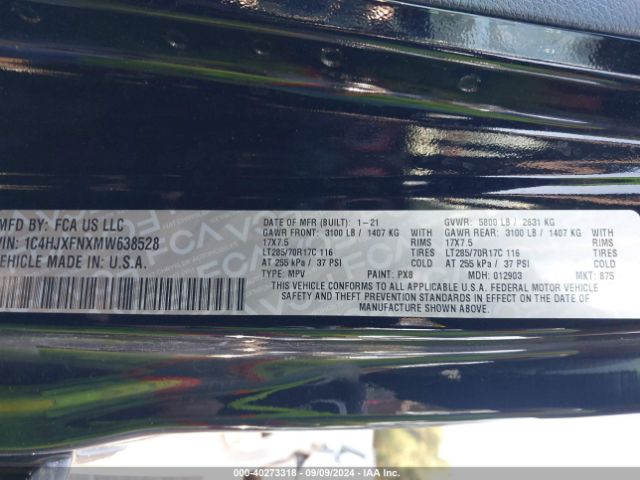 MFD BY: FCA US LLC
VIN: 1C4HJXFNXMW638528
VEHICLE MADE IN: U.S.A.
DATE OF MFR (BUILT): 1-21 GVWR: 5800 LB / 2631 KG
GAWR FRONT: 3100 LB / 1407 KG WITH GAWR REAR: 3100 LB / 1407 KG WITH
17X7.5 RIMS 17X7.5 RIMS
LT285/70R17C 116 TIRES LT285/70R17C 116 TIRES
AT 255 kPa / 37 PSI COLD AT 255 kPa / 37 PSI COLD
TYPE: MPV PAINT: PX8 MDH: 012903 MKT: 875
THIS VEHICLE CONFORMS TO ALL APPLICABLE U.S.A. FEDERAL MOTOR VEHICLE
SAFETY AND THEFT PREVENTION STANDARDS IN EFFECT ON THE DATE OF
MANUFACTURE SHOWN ABOVE.
500 - 40273318 - 09/09/2024 - IAA Inc.